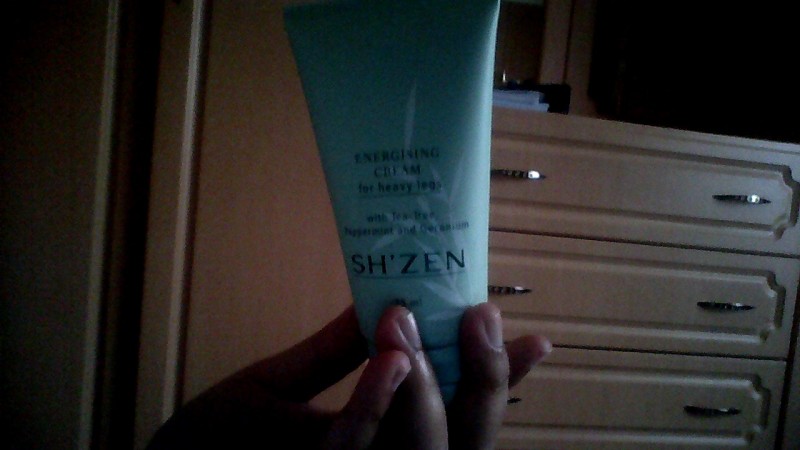 ENERGISING
CREAM
for heavy legs
with Tea-tree,
Peppermint and Geranium
SH'ZEN